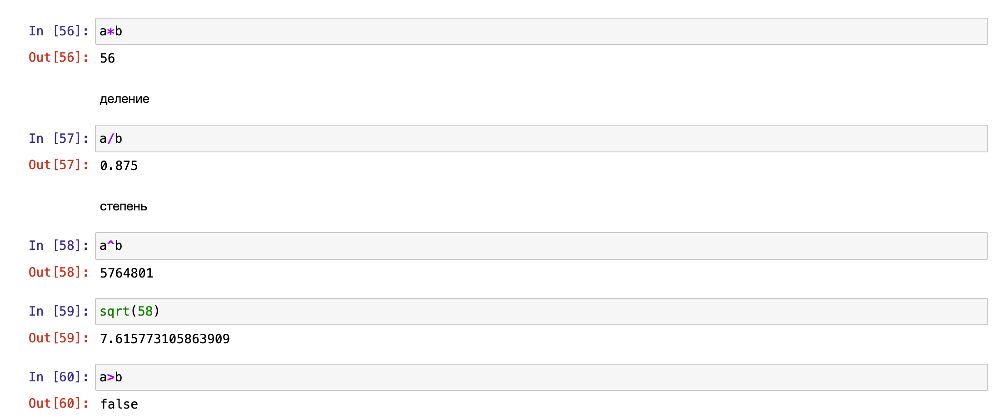 In [56]: a*b
Out[56]: 56
деление
In [57]: a/b
Out[57]: 0.875
степень
In [58]: a^b
Out[58]: 5764801
In [59]: sqrt(58)
Out[59]: 7.615773105863909
In [60]: a>b
Out[60]: false